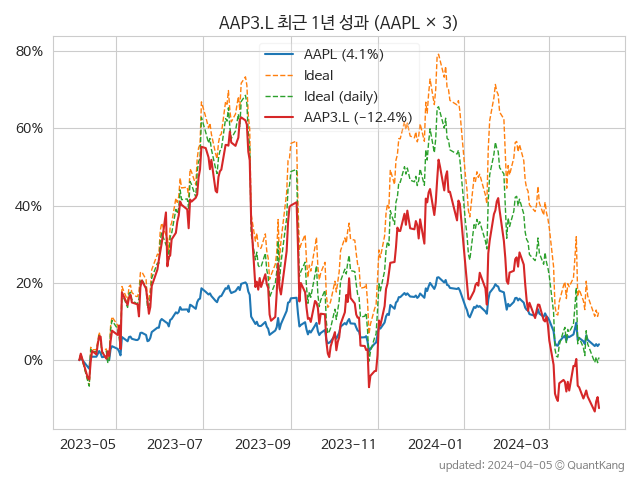 AAP3.L 최근 1년 성과 (AAPL × 3)
80%
60%
40%
20%
0%
AAPL (4.1%)
Ideal
Ideal (daily)
AAP3.L (−12.4%)
2023-05 2023-07 2023-09 2023-11 2024-01 2024-03
updated: 2024-04-05 © QuantKang